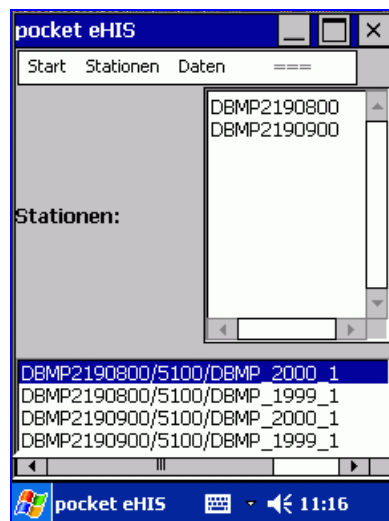 pocket eHIS
Start Stationen Daten ===
DBMP2190800
DBMP2190900
Stationen:
DBMP2190800/5100/DBMP_2000_1
DBMP2190800/5100/DBMP_1999_1
DBMP2190900/5100/DBMP_2000_1
DBMP2190900/5100/DBMP_1999_1
pocket eHIS 11:16